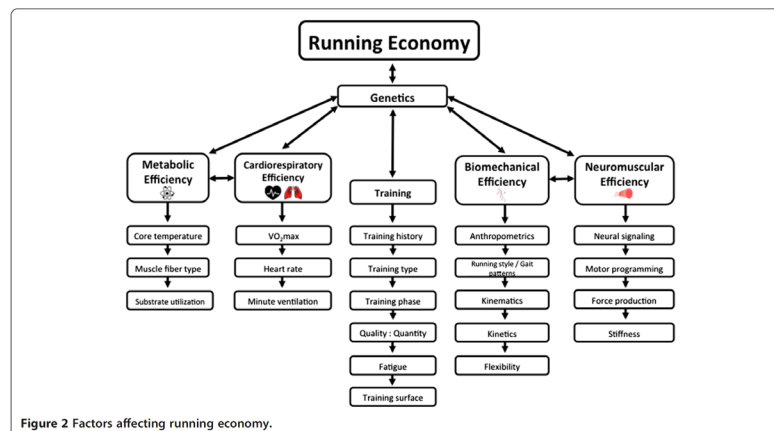 Running Economy
Genetics
Metabolic
Efficiency
Cardiorespiratory
Efficiency
Training
Biomechanical
Efficiency
Neuromuscular
Efficiency
Core temperature
Muscle fiber type
Substrate utilization
VO2max
Heart rate
Minute ventilation
Training history
Training type
Training phase
Quality : Quantity
Fatigue
Training surface
Anthropometrics
Running style / Gait
patterns
Kinematics
Kinetics
Flexibility
Neural signaling
Motor programming
Force production
Stiffness
Figure 2 Factors affecting running economy.